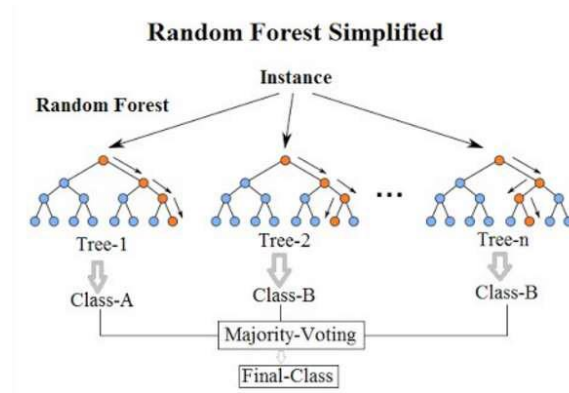 Random Forest Simplified
Instance
Random Forest
...
Tree-1
Tree-2
Tree-n
Class-A
Class-B
Class-B
Majority-Voting
Final-Class